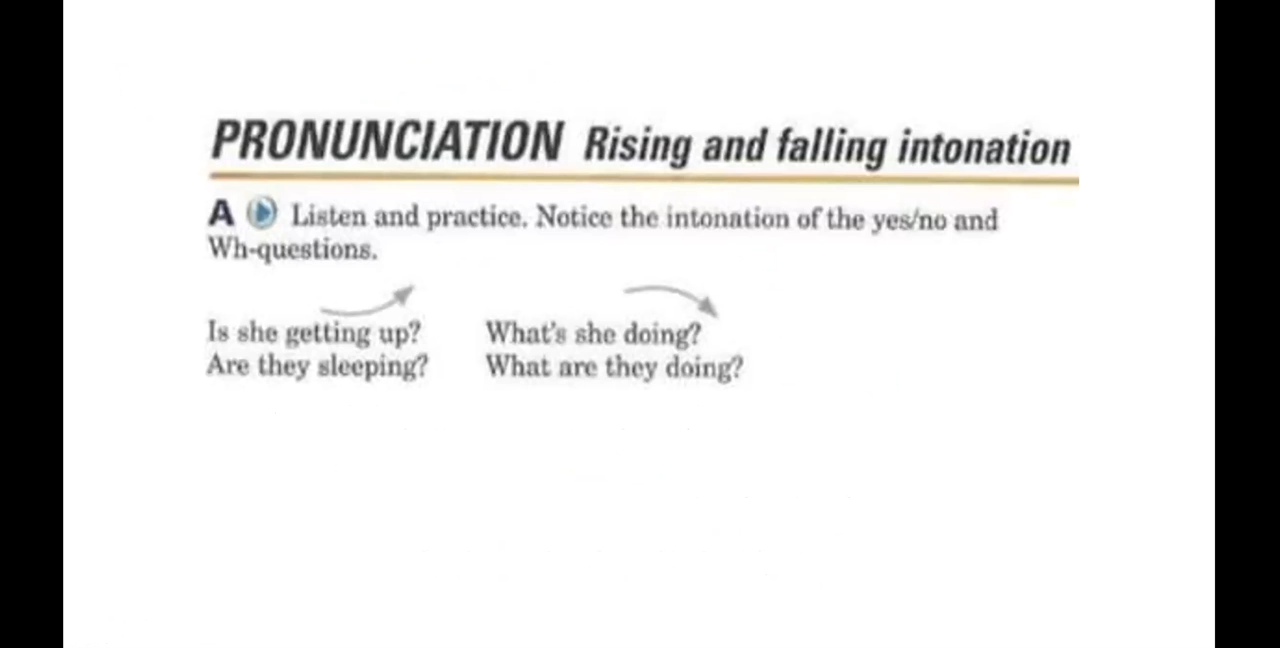 PRONUNCIATION Rising and falling intonation
A Listen and practice. Notice the intonation of the yes/no and
Wh-questions.
Is she getting up? What's she doing?
Are they sleeping? What are they doing?